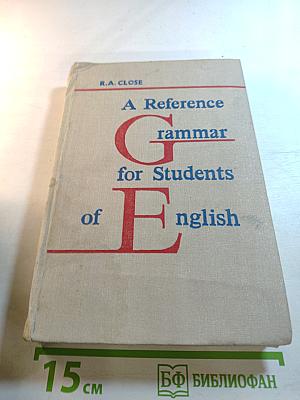 R.A. CLOSE
A Reference
Grammar
for Students
of English
15 см
БФ БИБЛИОФАН